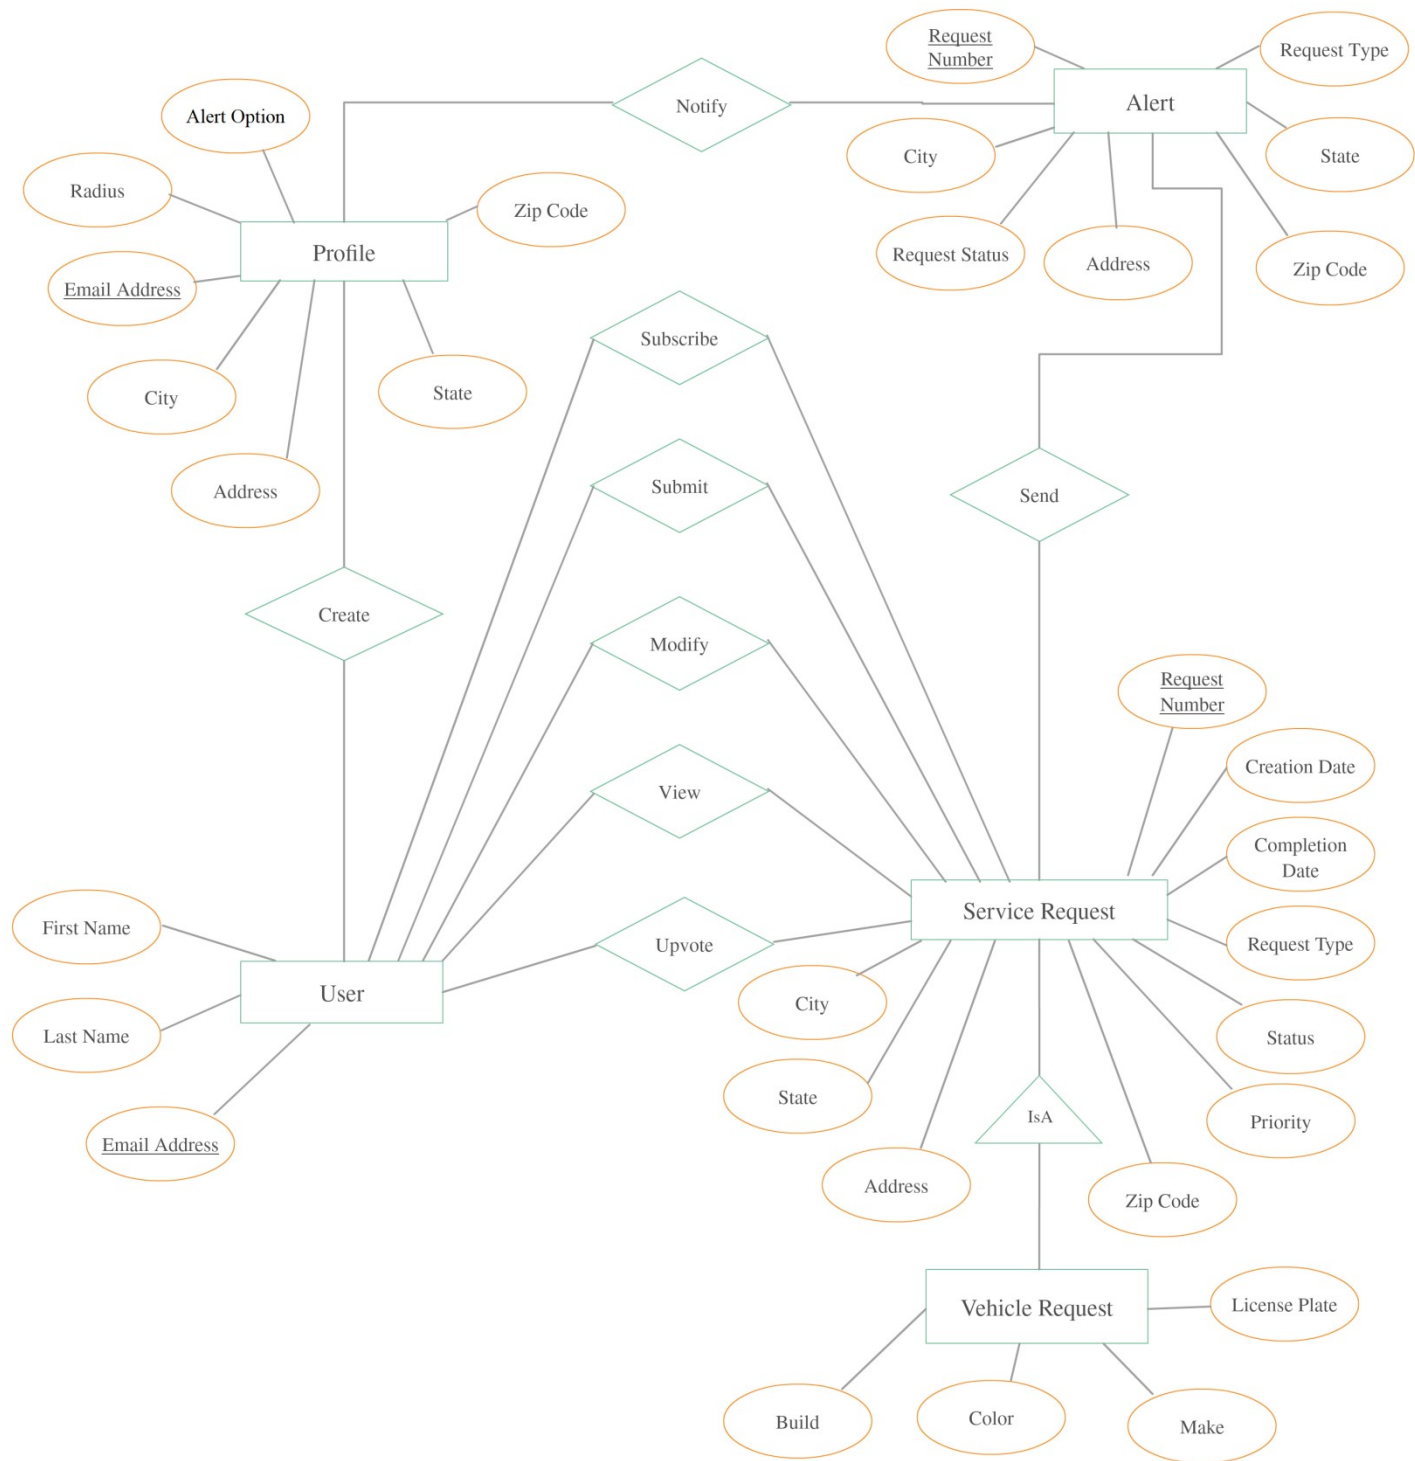 Request
Number
Request Type
Alert
Notify
Alert Option
City
State
Radius
Zip Code
Profile
Request Status
Address
Zip Code
Email Address
Subscribe
City
State
Address
Submit
Send
Create
Modify
Request
Number
Creation Date
View
Completion
Date
Service Request
First Name
Upvote
Request Type
User
City
Last Name
Status
State
IsA
Priority
Email Address
Address
Zip Code
Vehicle Request
License Plate
Build
Color
Make